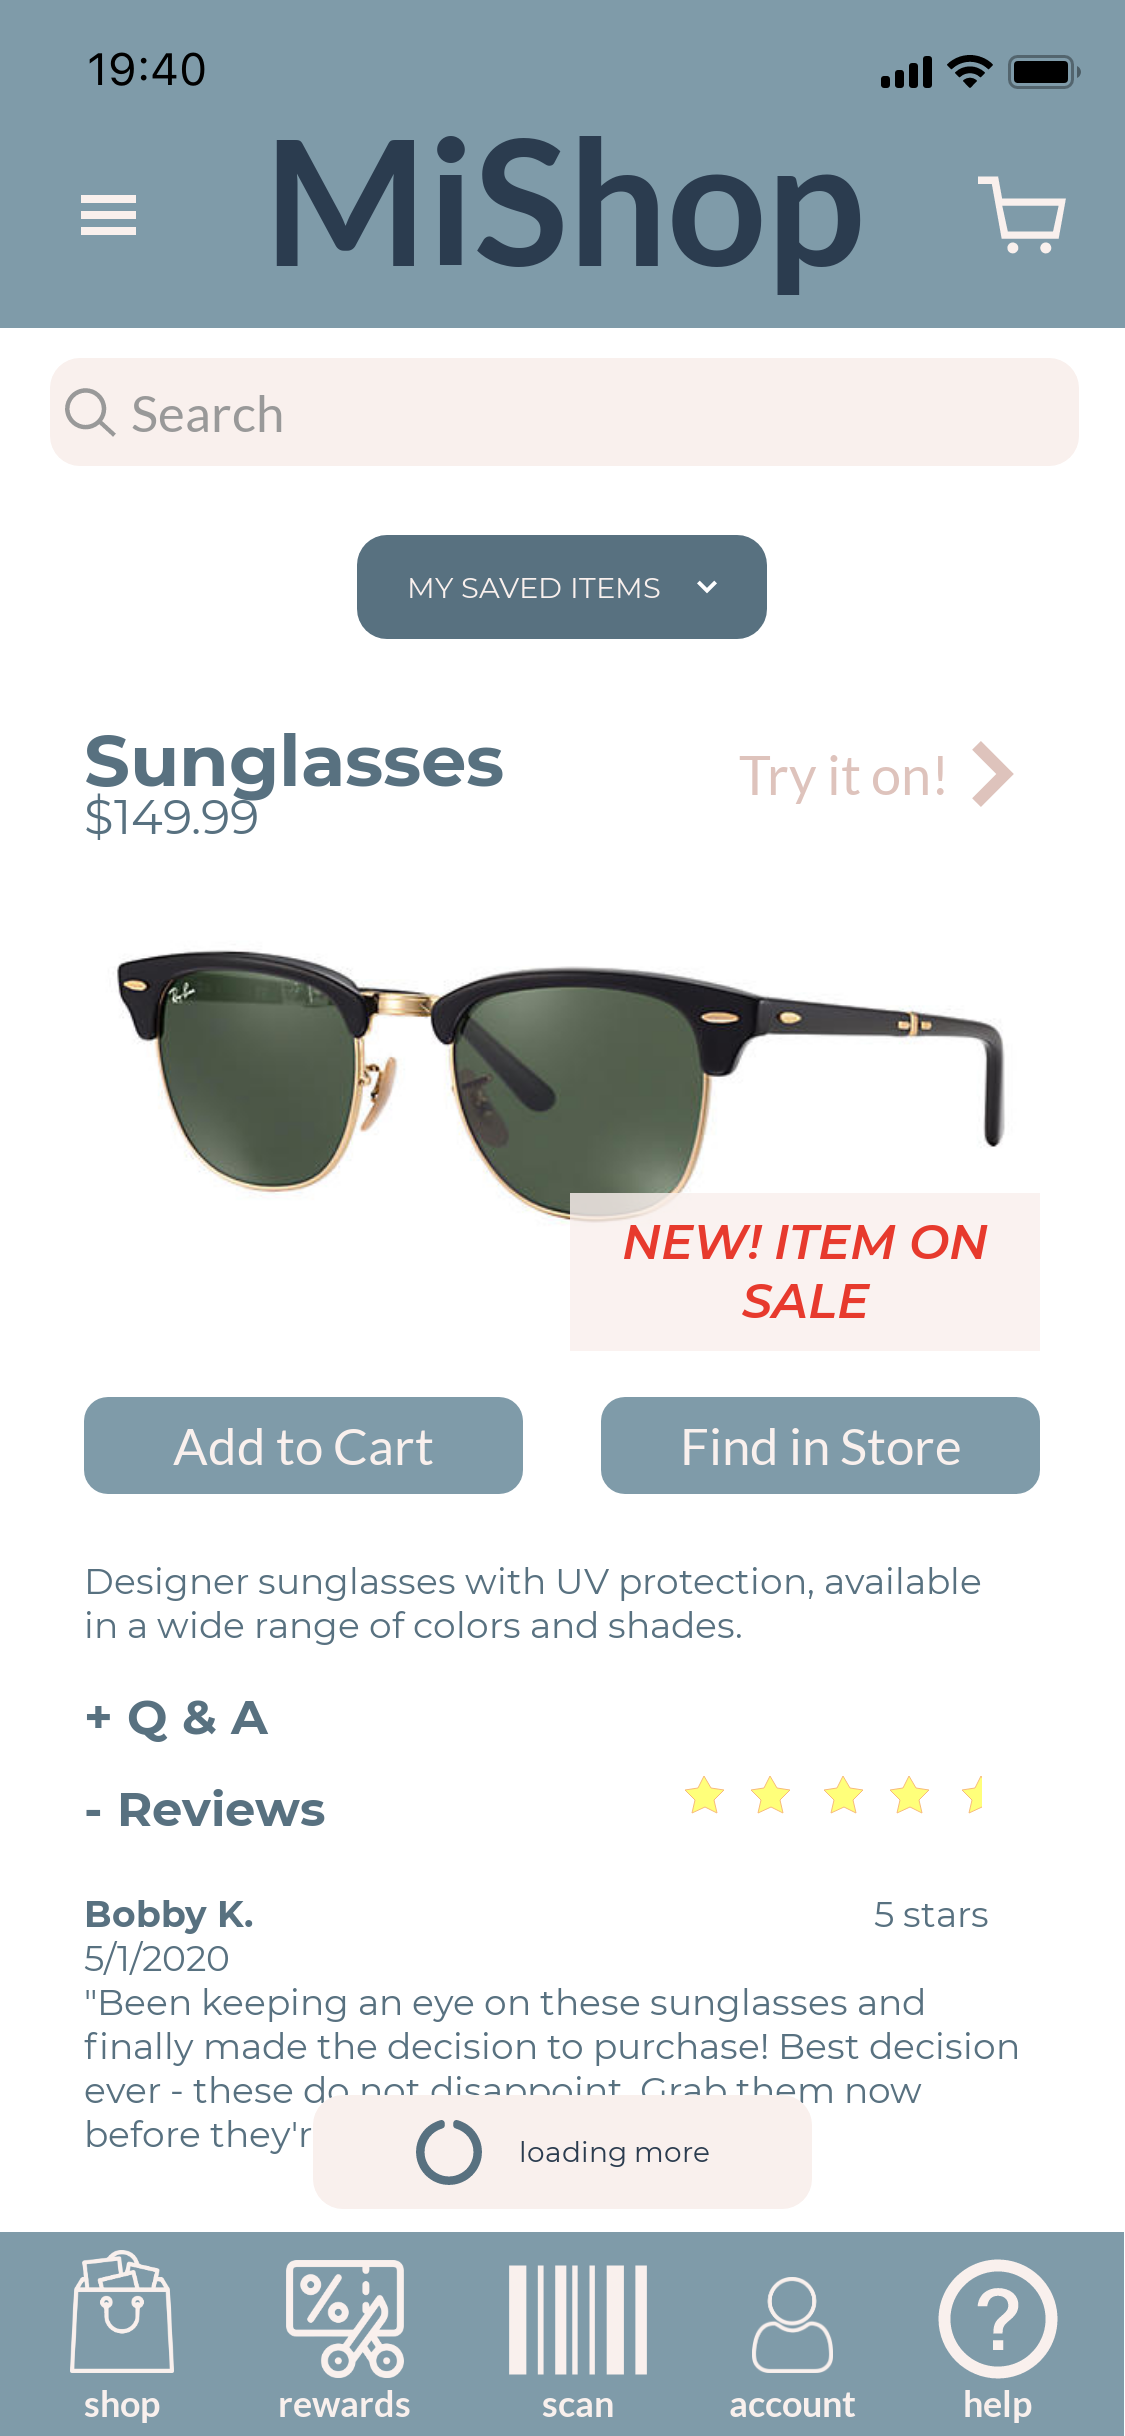 19:40
MiShop
Search
MY SAVED ITEMS
Sunglasses
Try it on!
$149.99
Ray-Ban
NEW! ITEM ON
SALE
Add to Cart
Find in Store
Designer sunglasses with UV protection, available
in a wide range of colors and shades.
+ Q & A
- Reviews
Bobby K.
5 stars
5/1/2020
"Been keeping an eye on these sunglasses and
finally made the decision to purchase! Best decision
ever - these do not disappoint. Grab them now
before they'r
loading more
shop
rewards
scan
account
help